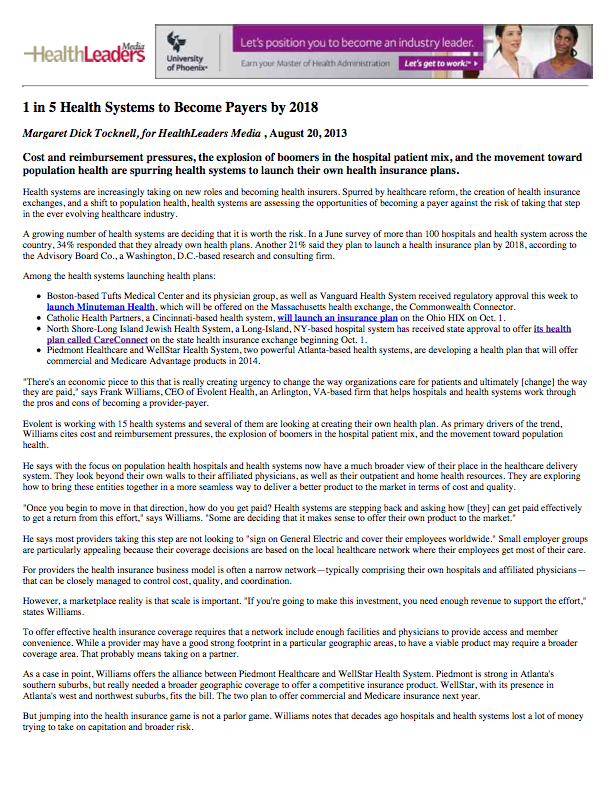 HealthLeaders Media
University of Phoenix®
Let's position you to become an industry leader.
Earn your Master of Health Administration
Let's get to work.
1 in 5 Health Systems to Become Payers by 2018
Margaret Dick Tocknell, for HealthLeaders Media , August 20, 2013
Cost and reimbursement pressures, the explosion of boomers in the hospital patient mix, and the movement toward
population health are spurring health systems to launch their own health insurance plans.
Health systems are increasingly taking on new roles and becoming health insurers. Spurred by healthcare reform, the creation of health insurance
exchanges, and a shift to population health, health systems are assessing the opportunities of becoming a payer against the risk of taking that step
in the ever evolving healthcare industry.
A growing number of health systems are deciding that it is worth the risk. In a June survey of more than 100 hospitals and health system across the
country, 34% responded that they already own health plans. Another 21% said they plan to launch a health insurance plan by 2018, according to
the Advisory Board Co., a Washington, D.C.-based research and consulting firm.
Among the health systems launching health plans:
• Boston-based Tufts Medical Center and its physician group, as well as Vanguard Health System received regulatory approval this week to
launch Minuteman Health, which will be offered on the Massachusetts health exchange, the Commonwealth Connector.
• Catholic Health Partners, a Cincinnati-based health system, will launch an insurance plan on the Ohio HIX on Oct. 1.
• North Shore-Long Island Jewish Health System, a Long-Island, NY-based hospital system has received state approval to offer its health
plan called CareConnect on the state health insurance exchange beginning Oct. 1.
• Piedmont Healthcare and WellStar Health System, two powerful Atlanta-based health systems, are developing a health plan that will offer
commercial and Medicare Advantage products in 2014.
"There's an economic piece to this that is really creating urgency to change the way organizations care for patients and ultimately [change] the way
they are paid," says Frank Williams, CEO of Evolent Health, an Arlington, VA-based firm that helps hospitals and health systems work through
the pros and cons of becoming a provider-payer.
Evolent is working with 15 health systems and several of them are looking at creating their own health plan. As primary drivers of the trend,
Williams cites cost and reimbursement pressures, the explosion of boomers in the hospital patient mix, and the movement toward population
health.
He says with the focus on population health hospitals and health systems now have a much broader view of their place in the healthcare delivery
system. They look beyond their own walls to their affiliated physicians, as well as their outpatient and home health resources. They are exploring
how to bring these entities together in a more seamless way to deliver a better product to the market in terms of cost and quality.
"Once you begin to move in that direction, how do you get paid? Health systems are stepping back and asking how [they] can get paid effectively
to get a return from this effort," says Williams. "Some are deciding that it makes sense to offer their own product to the market."
He says most providers taking this step are not looking to "sign on General Electric and cover their employees worldwide." Small employer groups
are particularly appealing because their coverage decisions are based on the local healthcare network where their employees get most of their care.
For providers the health insurance business model is often a narrow network—typically comprising their own hospitals and affiliated physicians—
that can be closely managed to control cost, quality, and coordination.
However, a marketplace reality is that scale is important. "If you're going to make this investment, you need enough revenue to support the effort,"
states Williams.
To offer effective health insurance coverage requires that a network include enough facilities and physicians to provide access and member
convenience. While a provider may have a good strong footprint in a particular geographic areas, to have a viable product may require a broader
coverage area. That probably means taking on a partner.
As a case in point, Williams offers the alliance between Piedmont Healthcare and WellStar Health System. Piedmont is strong in Atlanta's
southern suburbs, but really needed a broader geographic coverage to offer a competitive insurance product. WellStar, with its presence in
Atlanta's west and northwest suburbs, fits the bill. The two plan to offer commercial and Medicare insurance next year.
But jumping into the health insurance game is not a parlor game. Williams notes that decades ago hospitals and health systems lost a lot of money
trying to take on capitation and broader risk.